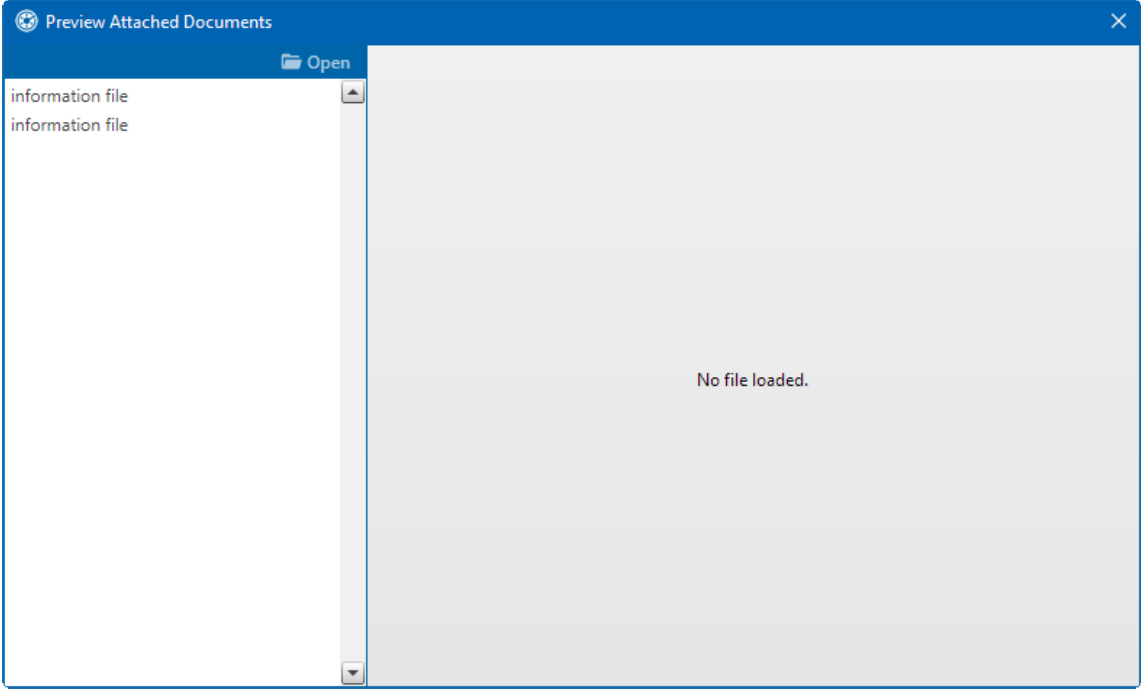 Preview Attached Documents
Open
information file
information file
No file loaded.